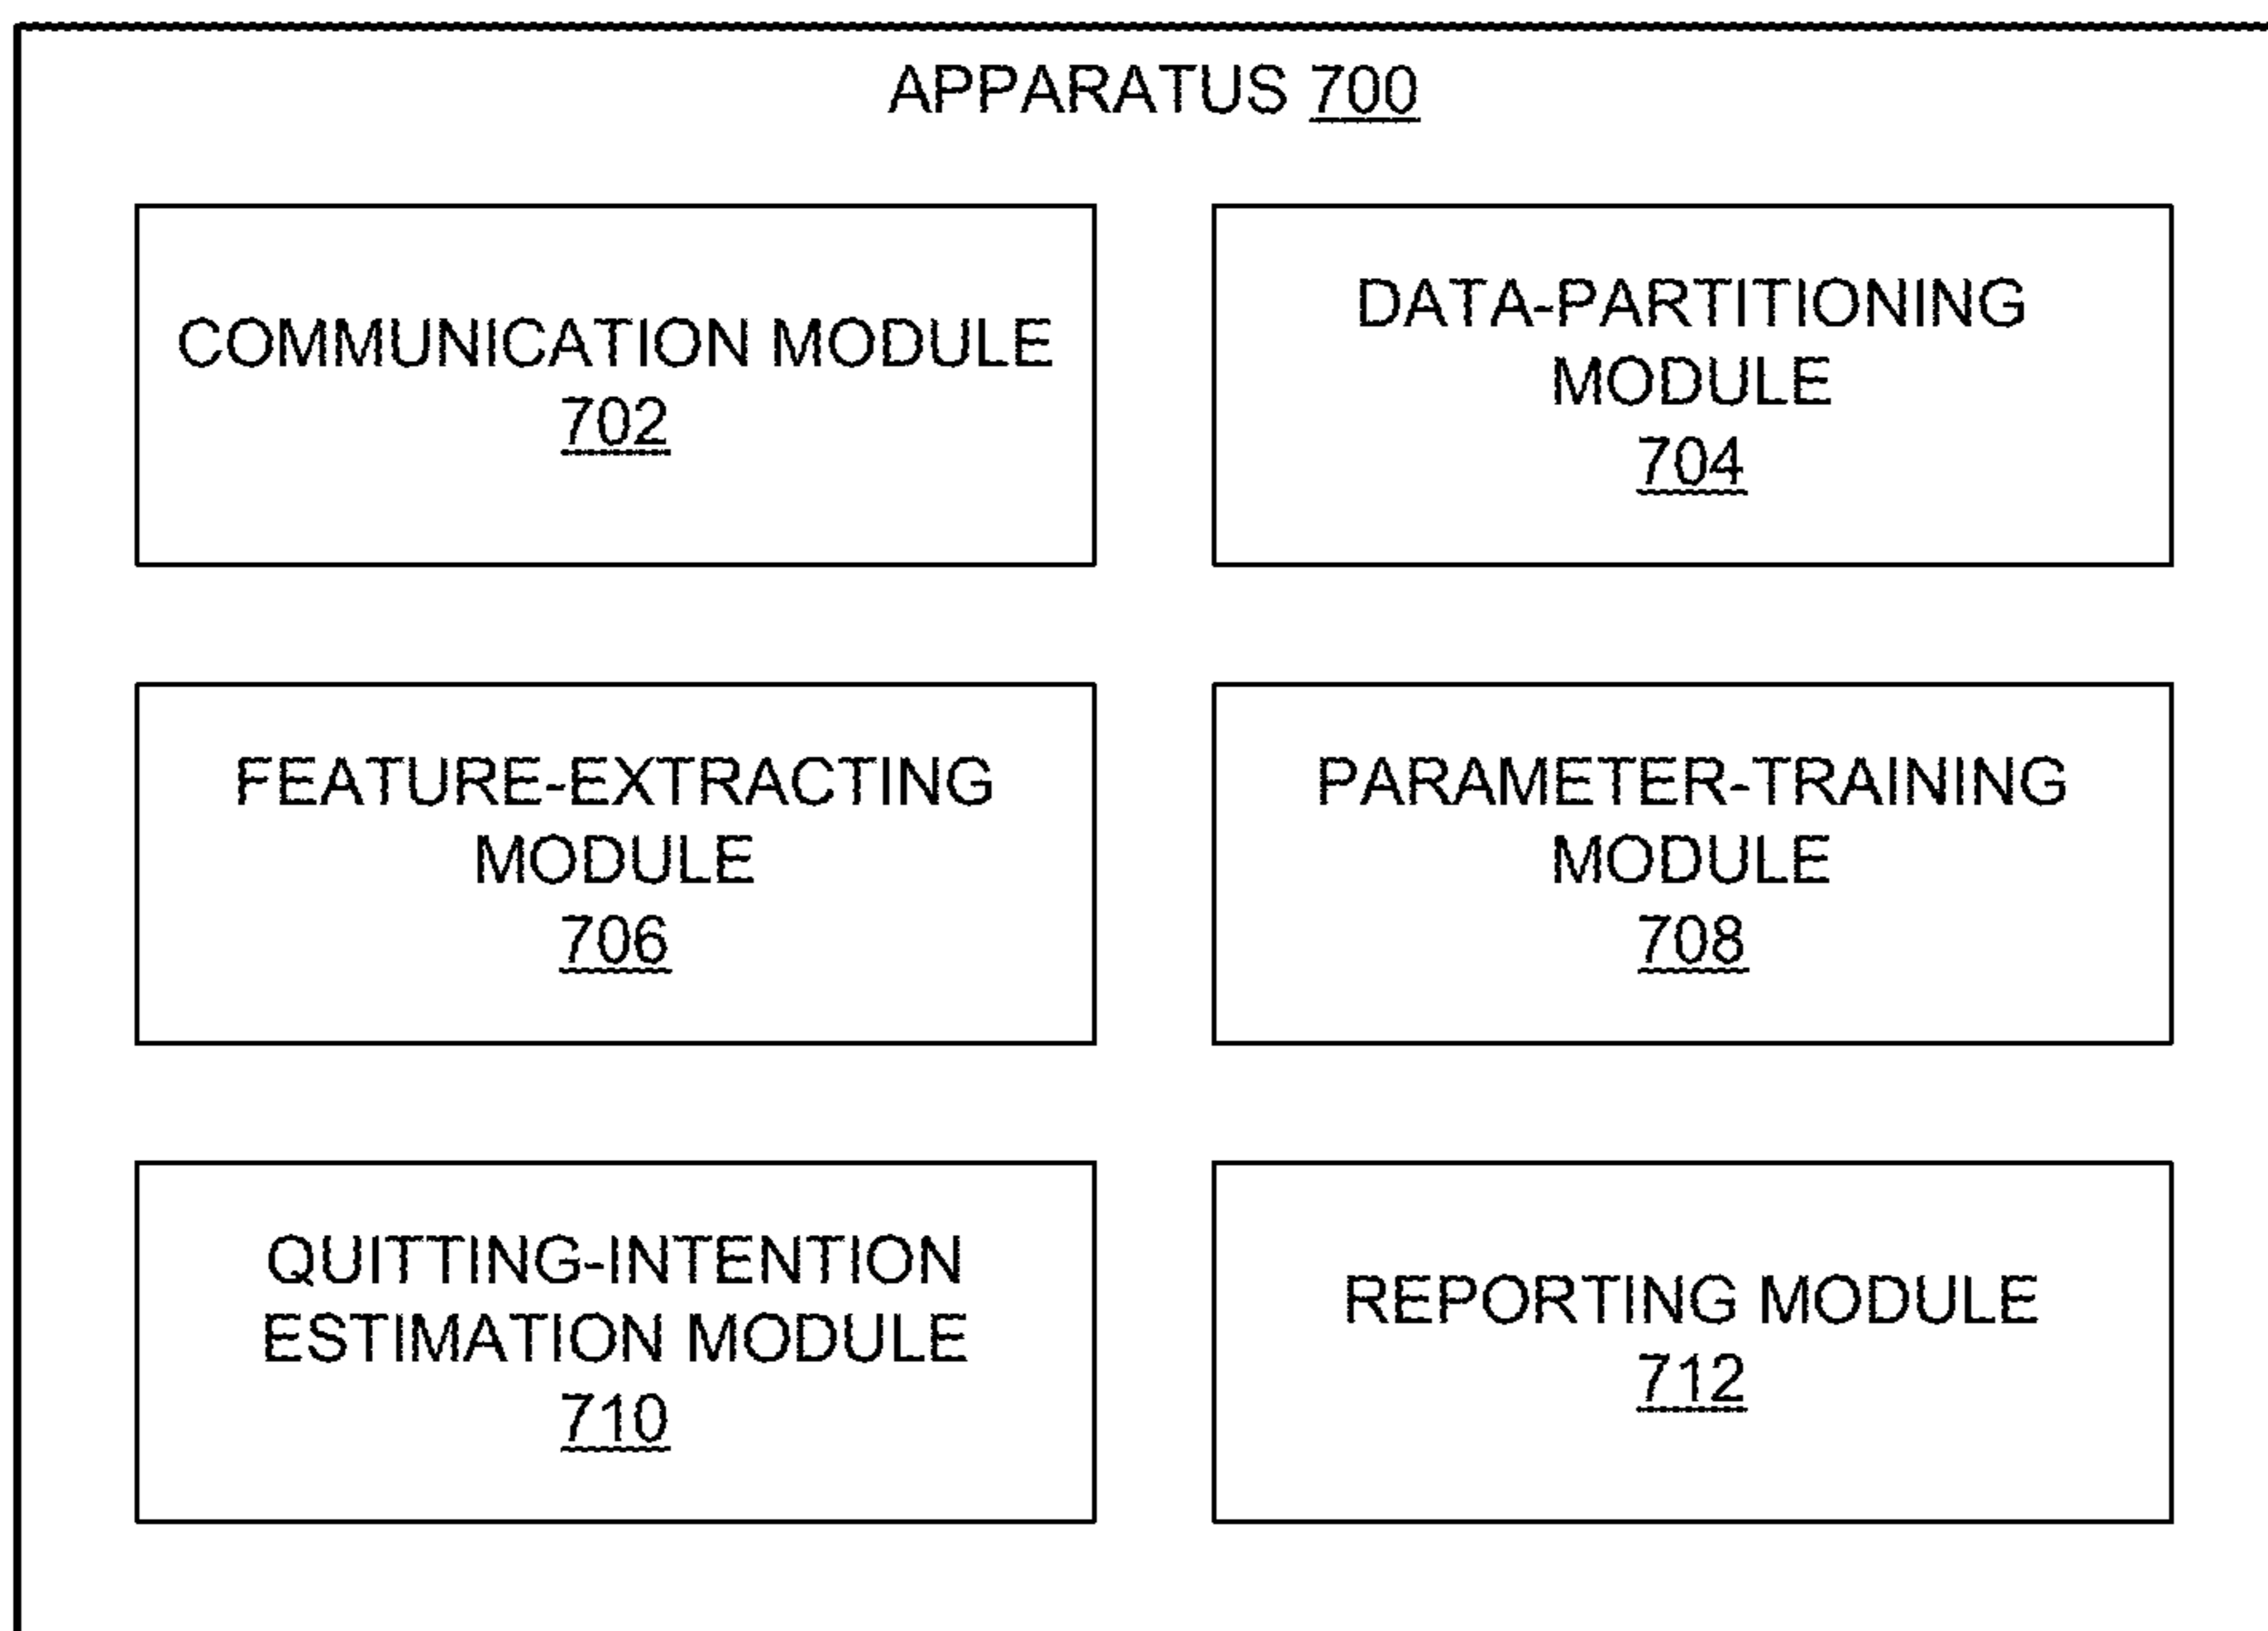 APPARATUS 700
COMMUNICATION MODULE
702
DATA-PARTITIONING
MODULE
704
FEATURE-EXTRACTING
MODULE
706
PARAMETER-TRAINING
MODULE
708
QUITTING-INTENTION
ESTIMATION MODULE
710
REPORTING MODULE
712